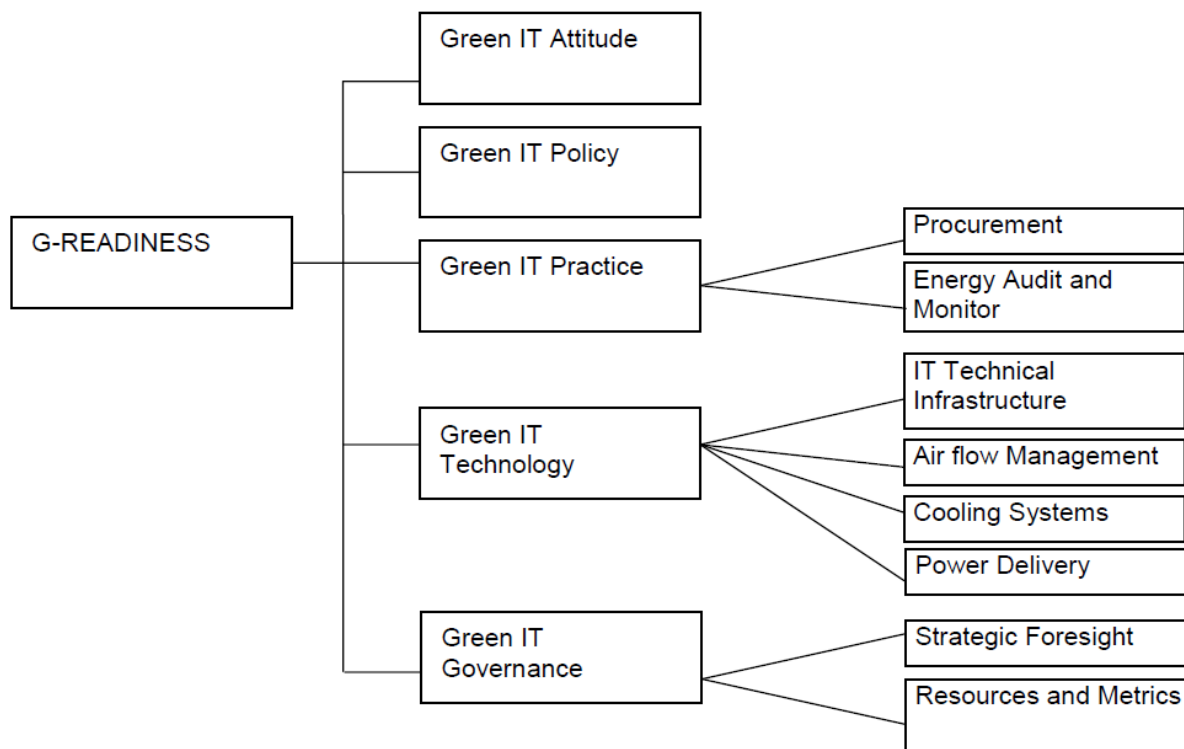 Green IT Attitude
Green IT Policy
G-READINESS
Green IT Practice
Procurement
Energy Audit and
Monitor
Green IT
Technology
IT Technical
Infrastructure
Air flow Management
Cooling Systems
Power Delivery
Green IT
Governance
Strategic Foresight
Resources and Metrics